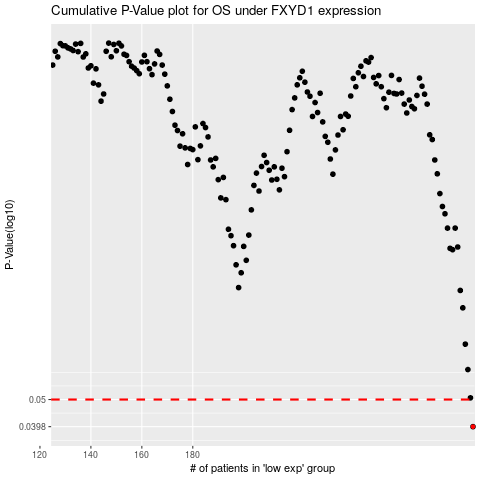 Cumulative P-Value plot for OS under FXYD1 expression
P-Value(log10)
0.05
0.0398
120 140 160 180
# of patients in 'low exp' group